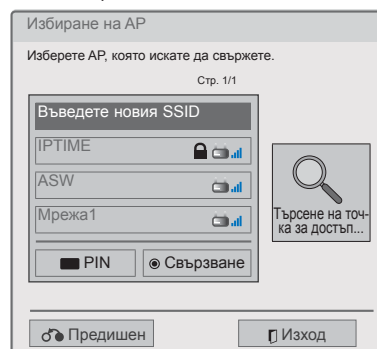 Избиране на AP
Изберете AP, която искате да свържете.
Стр. 1/1
Въведете новия SSID
IPTIME
ASW
Мрежа1
Търсене на точ-
ка за достъп...
PIN
Свързване
Предишен
Изход